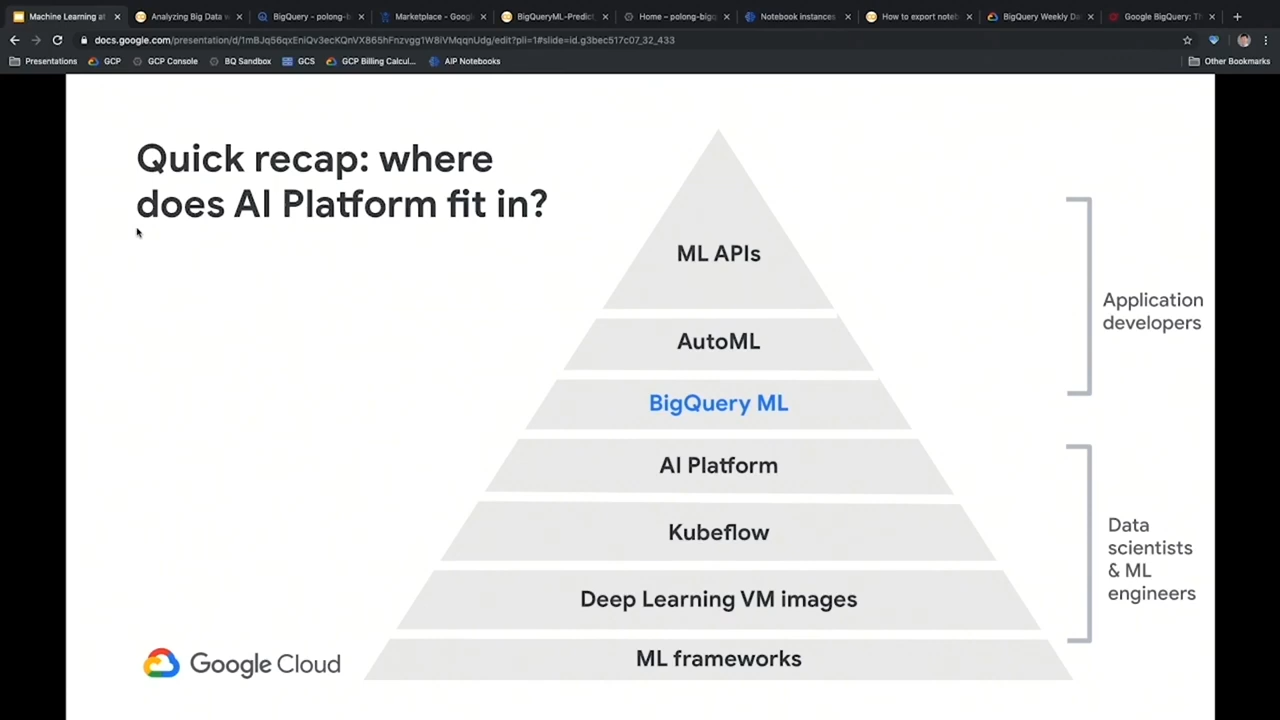 Machine Learning at
Analyzing Big Data w
BigQuery - polong-b
Marketplace - Googl
BigQueryML-Predict
Home – polong-bigq
Notebook instances
How to export noteb
BigQuery Weekly Da
Google BigQuery: Th
docs.google.com/presentation/d/1mBJq56qxEniQv3ecKQnVX865hFnzvgg1W8iVMqqnUdg/edit?pli=1#slide=id.g3bec517c07_32_433
Presentations
GCP
GCP Console
BQ Sandbox
GCS
GCP Billing Calcul...
AIP Notebooks
Other Bookmarks
Quick recap: where
does AI Platform fit in?
ML APIs
AutoML
BigQuery ML
AI Platform
Kubeflow
Deep Learning VM images
ML frameworks
Application
developers
Data
scientists
& ML
engineers
Google Cloud